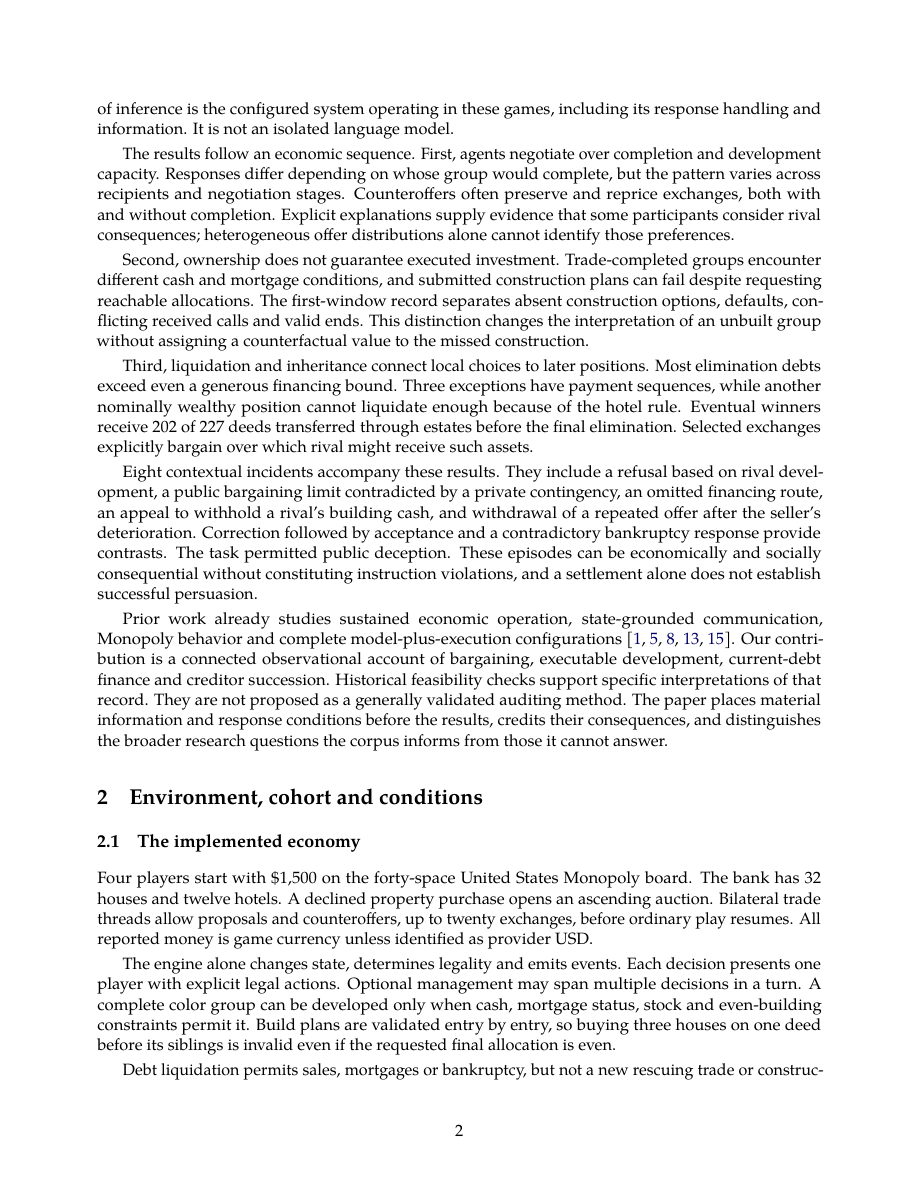 of inference is the configured system operating in these games, including its response handling and
information. It is not an isolated language model.
The results follow an economic sequence. First, agents negotiate over completion and development
capacity. Responses differ depending on whose group would complete, but the pattern varies across
recipients and negotiation stages. Counteroffers often preserve and reprice exchanges, both with
and without completion. Explicit explanations supply evidence that some participants consider rival
consequences; heterogeneous offer distributions alone cannot identify those preferences.
Second, ownership does not guarantee executed investment. Trade-completed groups encounter
different cash and mortgage conditions, and submitted construction plans can fail despite requesting
reachable allocations. The first-window record separates absent construction options, defaults, con-
flicting received calls and valid ends. This distinction changes the interpretation of an unbuilt group
without assigning a counterfactual value to the missed construction.
Third, liquidation and inheritance connect local choices to later positions. Most elimination debts
exceed even a generous financing bound. Three exceptions have payment sequences, while another
nominally wealthy position cannot liquidate enough because of the hotel rule. Eventual winners
receive 202 of 227 deeds transferred through estates before the final elimination. Selected exchanges
explicitly bargain over which rival might receive such assets.
Eight contextual incidents accompany these results. They include a refusal based on rival devel-
opment, a public bargaining limit contradicted by a private contingency, an omitted financing route,
an appeal to withhold a rival's building cash, and withdrawal of a repeated offer after the seller's
deterioration. Correction followed by acceptance and a contradictory bankruptcy response provide
contrasts. The task permitted public deception. These episodes can be economically and socially
consequential without constituting instruction violations, and a settlement alone does not establish
successful persuasion.
Prior work already studies sustained economic operation, state-grounded communication,
Monopoly behavior and complete model-plus-execution configurations [1, 5, 8, 13, 15]. Our contri-
bution is a connected observational account of bargaining, executable development, current-debt
finance and creditor succession. Historical feasibility checks support specific interpretations of that
record. They are not proposed as a generally validated auditing method. The paper places material
information and response conditions before the results, credits their consequences, and distinguishes
the broader research questions the corpus informs from those it cannot answer.
2 Environment, cohort and conditions
2.1 The implemented economy
Four players start with $1,500 on the forty-space United States Monopoly board. The bank has 32
houses and twelve hotels. A declined property purchase opens an ascending auction. Bilateral trade
threads allow proposals and counteroffers, up to twenty exchanges, before ordinary play resumes. All
reported money is game currency unless identified as provider USD.
The engine alone changes state, determines legality and emits events. Each decision presents one
player with explicit legal actions. Optional management may span multiple decisions in a turn. A
complete color group can be developed only when cash, mortgage status, stock and even-building
constraints permit it. Build plans are validated entry by entry, so buying three houses on one deed
before its siblings is invalid even if the requested final allocation is even.
Debt liquidation permits sales, mortgages or bankruptcy, but not a new rescuing trade or construc-
2